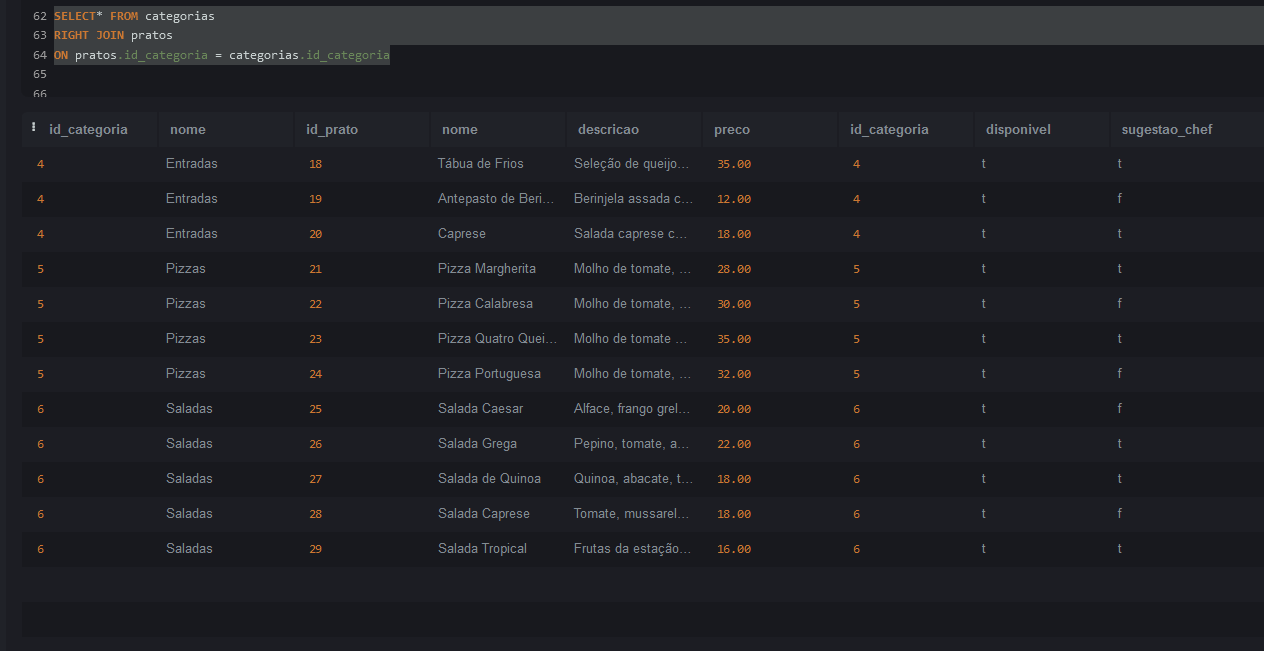 62 SELECT* FROM categorias
63 RIGHT JOIN pratos
64 ON pratos.id_categoria = categorias.id_categoria
65
66
id_categoria nome id_prato nome descricao preco id_categoria disponivel sugestao_chef
4 Entradas 18 Tábua de Frios Seleção de queijo... 35.00 4 t t
4 Entradas 19 Antepasto de Beri... Berinjela assada c... 12.00 4 t f
4 Entradas 20 Caprese Salada caprese c... 18.00 4 t t
5 Pizzas 21 Pizza Margherita Molho de tomate, ... 28.00 5 t t
5 Pizzas 22 Pizza Calabresa Molho de tomate, ... 30.00 5 t f
5 Pizzas 23 Pizza Quatro Quei... Molho de tomate ... 35.00 5 t t
5 Pizzas 24 Pizza Portuguesa Molho de tomate, ... 32.00 5 t f
6 Saladas 25 Salada Caesar Alface, frango grel... 20.00 6 t f
6 Saladas 26 Salada Grega Pepino, tomate, a... 22.00 6 t t
6 Saladas 27 Salada de Quinoa Quinoa, abacate, t... 18.00 6 t t
6 Saladas 28 Salada Caprese Tomate, mussarel... 18.00 6 t f
6 Saladas 29 Salada Tropical Frutas da estação... 16.00 6 t t